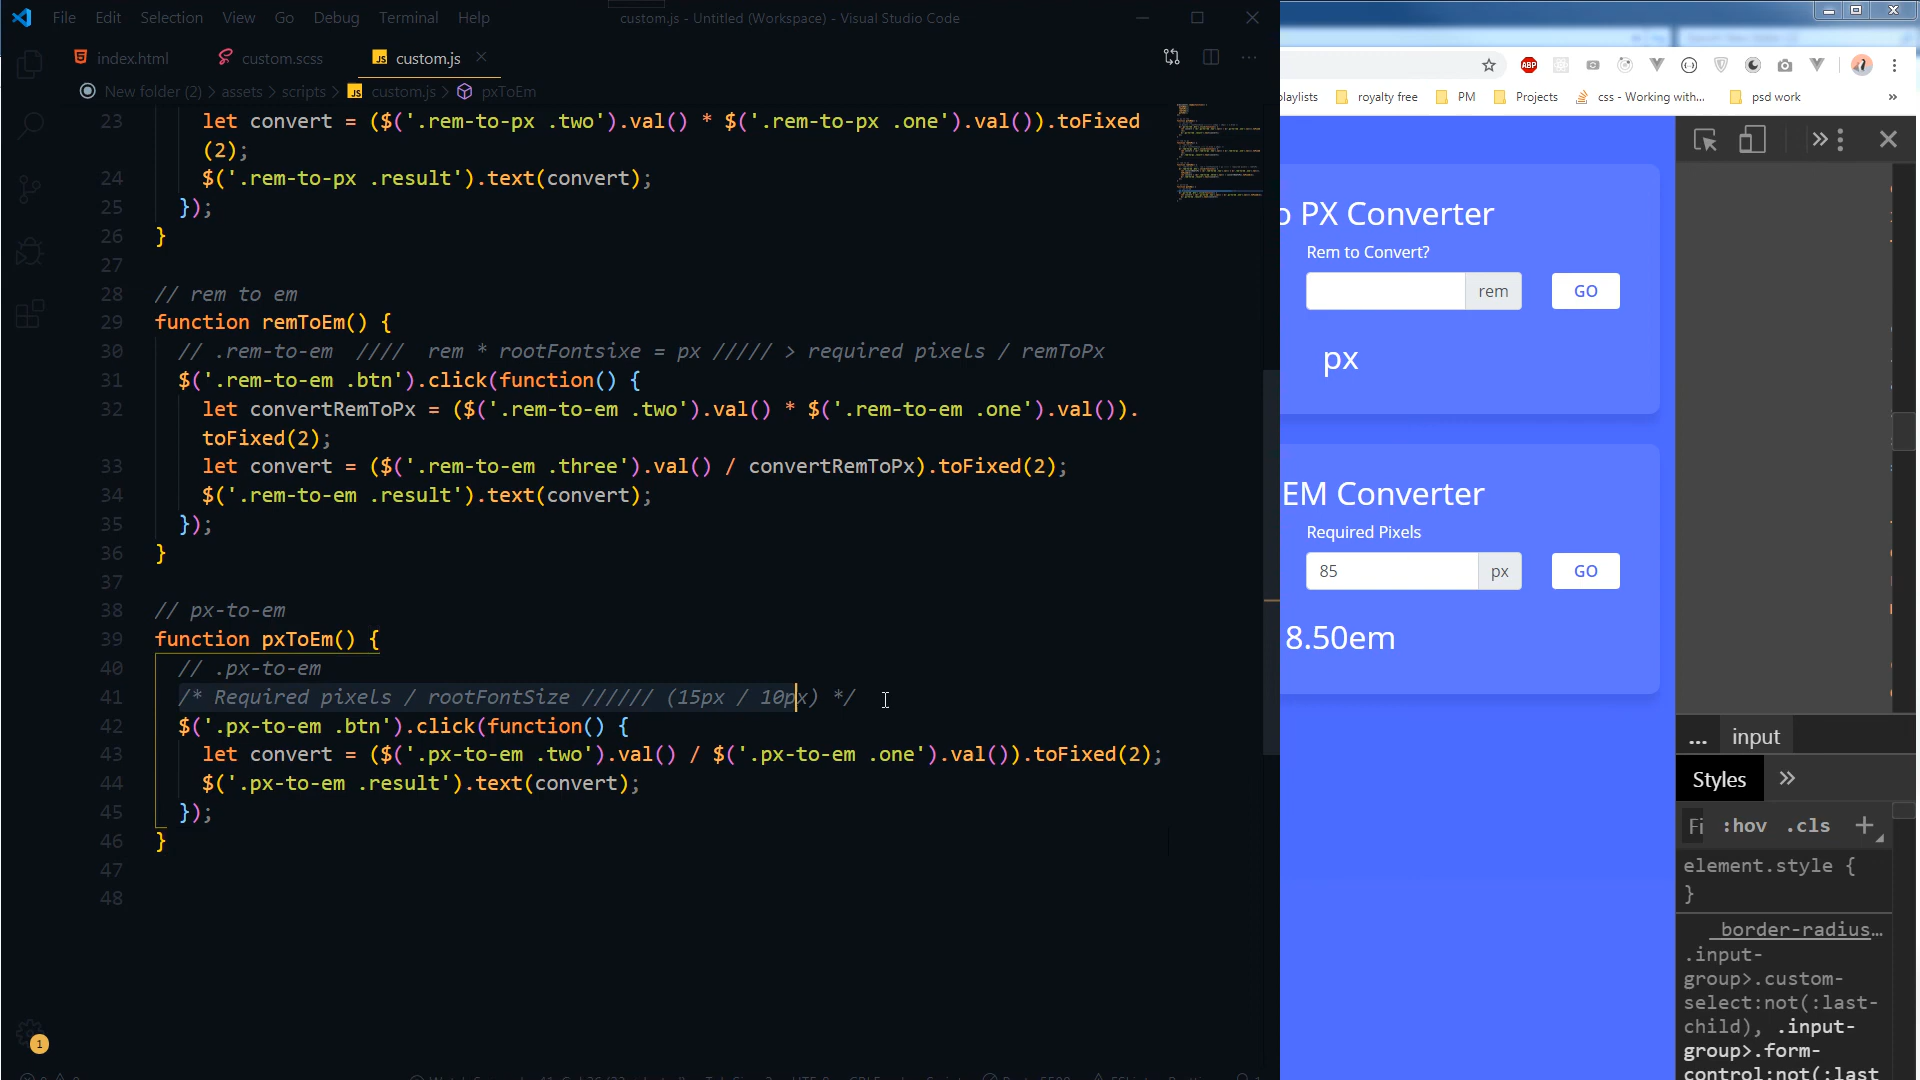 File Edit Selection View Go Debug Terminal Help
custom.js - Untitled (Workspace) - Visual Studio Code
index.html
custom.scss
JS custom.js
New folder (2) > assets > scripts > JS custom.js > pxToEm
23 let convert = ($('.rem-to-px .two').val() * $('.rem-to-px .one').val()).toFixed
(2);
24 $('.rem-to-px .result').text(convert);
25 });
26 }
27
28 // rem to em
29 function remToEm() {
30 // .rem-to-em //// rem * rootFontsixe = px ///// > required pixels / remToPx
31 $('.rem-to-em .btn').click(function() {
32 let convertRemToPx = ($('.rem-to-em .two').val() * $('.rem-to-em .one').val()).
toFixed(2);
33 let convert = ($('.rem-to-em .three').val() / convertRemToPx).toFixed(2);
34 $('.rem-to-em .result').text(convert);
35 });
36 }
37
38 // px-to-em
39 function pxToEm() {
40 // .px-to-em
41 /* Required pixels / rootFontSize ////// (15px / 10px) */
42 $('.px-to-em .btn').click(function() {
43 let convert = ($('.px-to-em .two').val() / $('.px-to-em .one').val()).toFixed(2);
44 $('.px-to-em .result').text(convert);
45 });
46 }
47
48
1
ABP
playlists
royalty free
PM
Projects
css - Working with...
psd work
»
o PX Converter
Rem to Convert?
rem
GO
px
EM Converter
Required Pixels
85
px
GO
8.50em
... input
Styles »
Fi :hov .cls +
element.style {
}
border-radius…
.input-
group>.custom-
select:not(:last-
child), .input-
group>.form-
control:not(:last